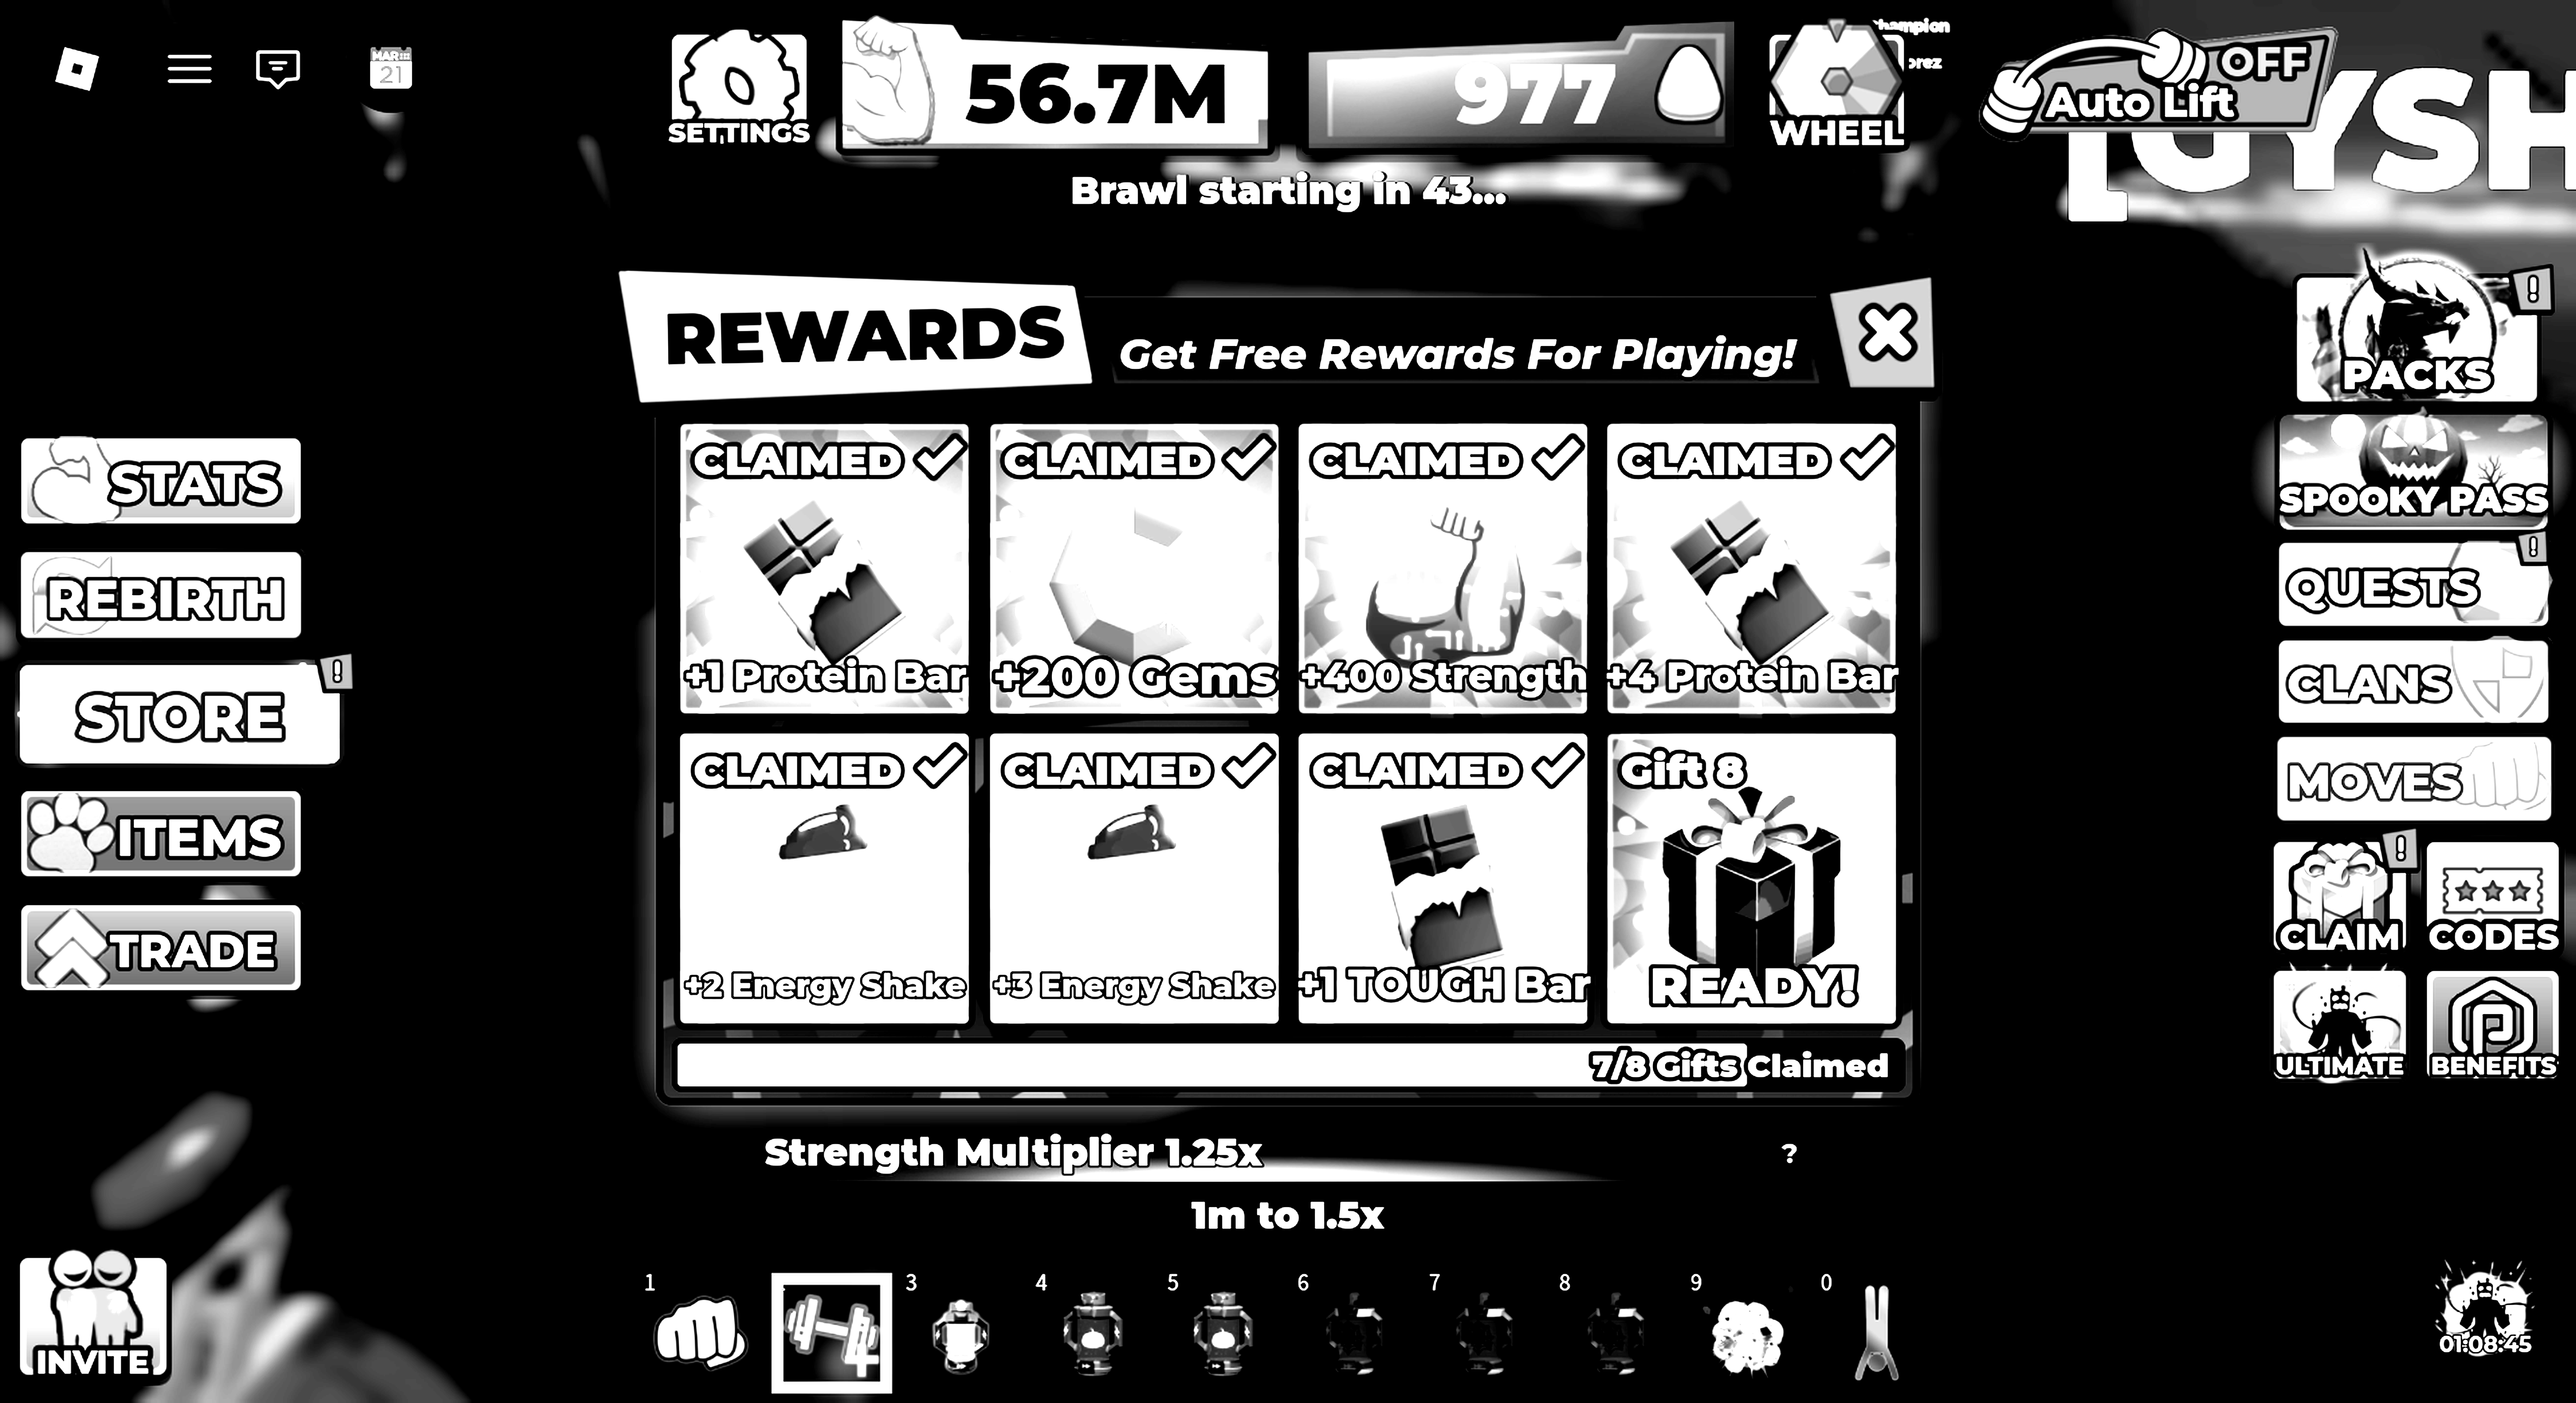 MAR
21
SETTINGS
56.7M
977
WHEEL
Champion
OFF
Auto Lift
Brawl starting in 43...
REWARDS
Get Free Rewards For Playing!
PACKS
SPOOKY PASS
QUESTS
CLANS
MOVES
CLAIM
CODES
ULTIMATE
BENEFITS
STATS
REBIRTH
STORE
ITEMS
TRADE
INVITE
CLAIMED
+1 Protein Bar
CLAIMED
+200 Gems
CLAIMED
+400 Strength
CLAIMED
+4 Protein Bar
CLAIMED
+2 Energy Shake
CLAIMED
+3 Energy Shake
CLAIMED
+1 TOUGH Bar
Gift 8
READY!
7/8 Gifts Claimed
Strength Multiplier 1.25x
?
1m to 1.5x
1
3
4
5
6
7
8
9
0
01:08:45